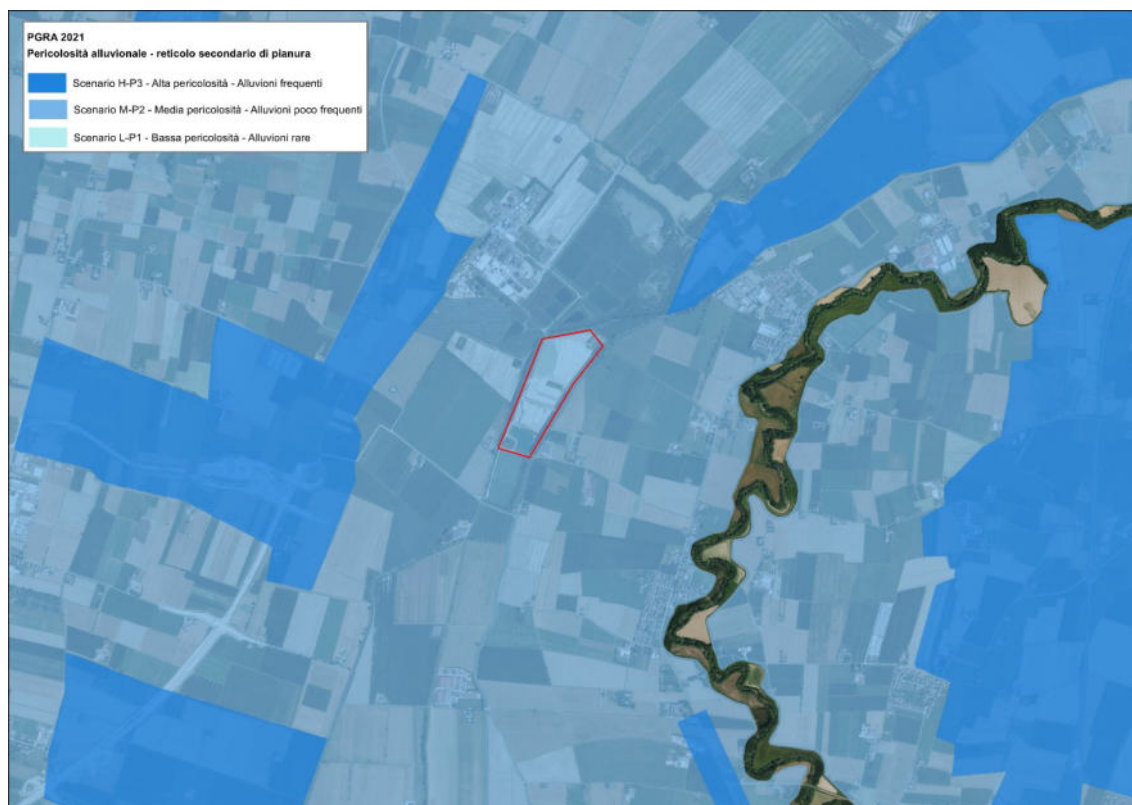 PGRA 2021
Pericolosità alluvionale - reticolo secondario di pianura
Scenario H-P3 - Alta pericolosità - Alluvioni frequenti
Scenario M-P2 - Media pericolosità - Alluvioni poco frequenti
Scenario L-P1 - Bassa pericolosità - Alluvioni rare